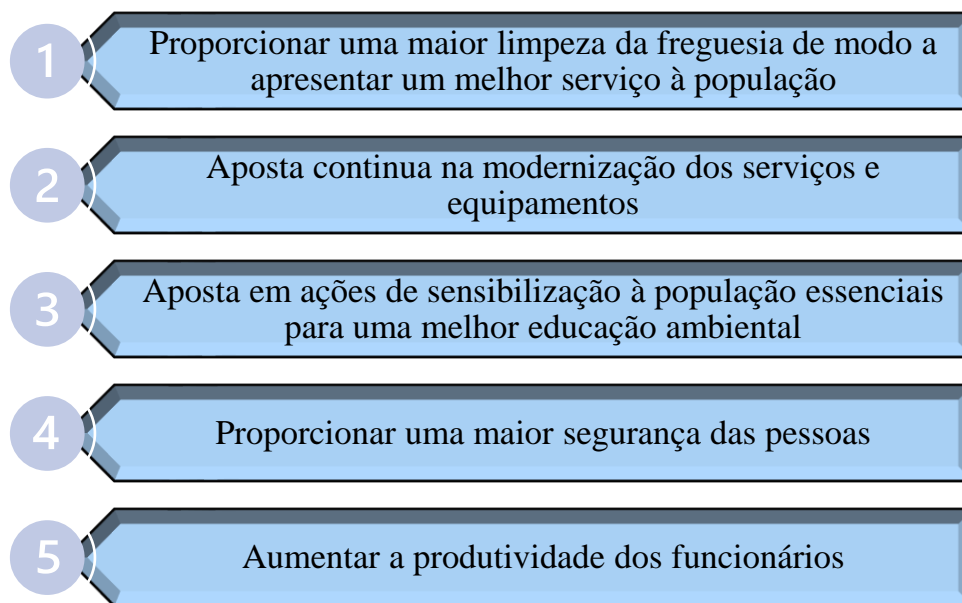 1
Proporcionar uma maior limpeza da freguesia de modo a
apresentar um melhor serviço à população
2
Aposta continua na modernização dos serviços e
equipamentos
3
Aposta em ações de sensibilização à população essenciais
para uma melhor educação ambiental
4
Proporcionar uma maior segurança das pessoas
5
Aumentar a produtividade dos funcionários